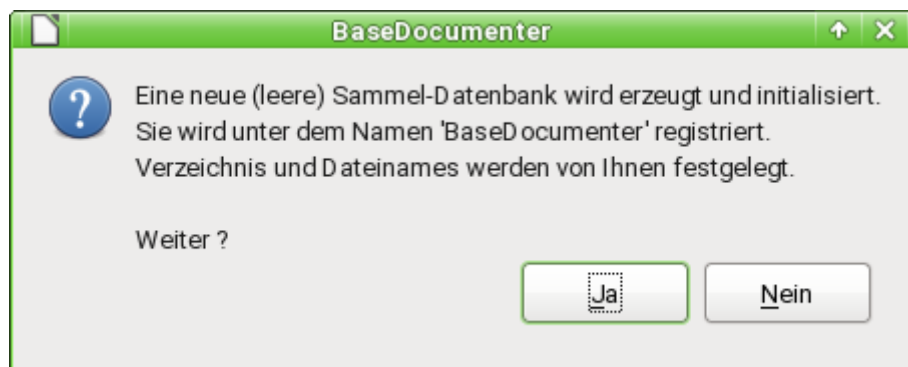 BaseDocumenter
Eine neue (leere) Sammel-Datenbank wird erzeugt und initialisiert.
Sie wird unter dem Namen 'BaseDocumenter' registriert.
Verzeichnis und Dateinames werden von Ihnen festgelegt.
Weiter ?
Ja
Nein